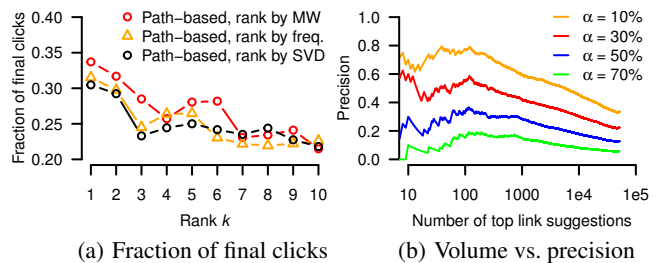 Fraction of final clicks
0.40
0.35
0.30
0.25
0.20
Path−based, rank by MW
Path−based, rank by freq.
Path−based, rank by SVD
1 2 3 4 5 6 7 8 9 10
Rank k
(a) Fraction of final clicks
Precision
1.0
0.8
0.6
0.4
0.2
0.0
α = 10%
α = 30%
α = 50%
α = 70%
10 100 1000 1e4 1e5
Number of top link suggestions
(b) Volume vs. precision